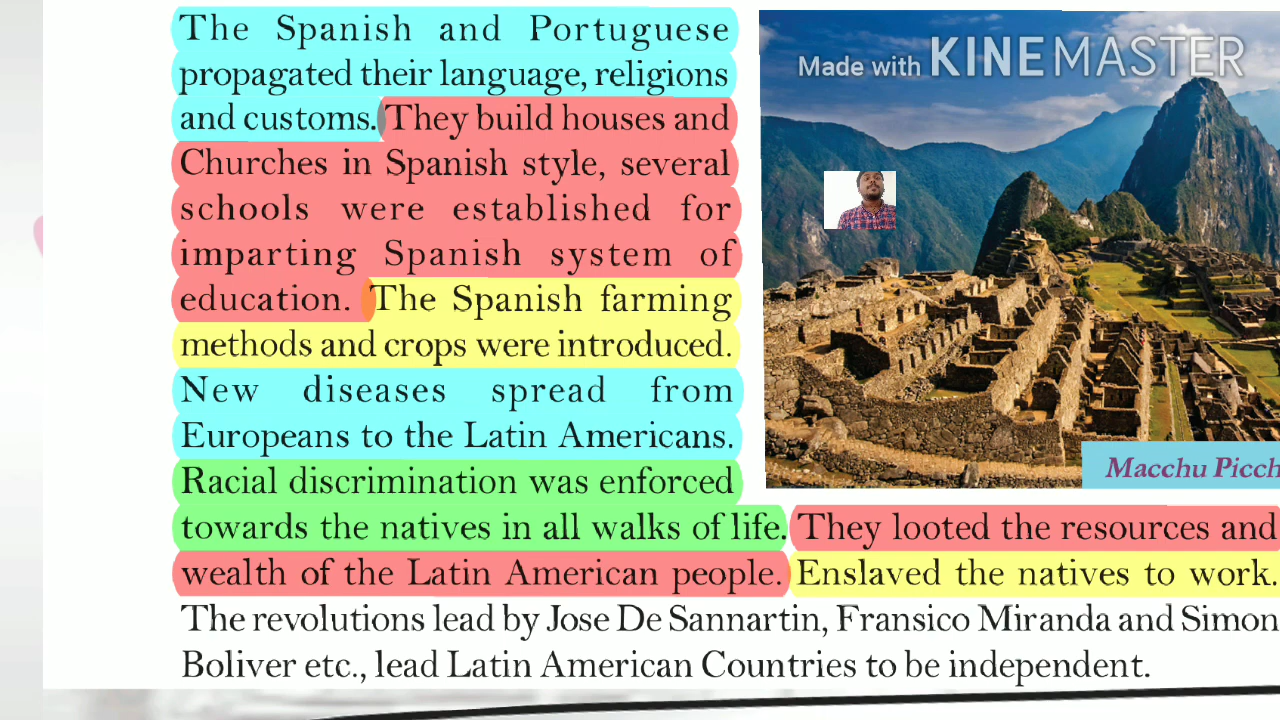 The Spanish and Portuguese
propagated their language, religions
and customs. They build houses and
Churches in Spanish style, several
schools were established for
imparting Spanish system of
education. The Spanish farming
methods and crops were introduced.
New diseases spread from
Europeans to the Latin Americans.
Racial discrimination was enforced
towards the natives in all walks of life. They looted the resources and
wealth of the Latin American people. Enslaved the natives to work.
The revolutions lead by Jose De Sannartin, Fransico Miranda and Simon
Boliver etc., lead Latin American Countries to be independent.
Made with KINEMASTER
Macchu Picch